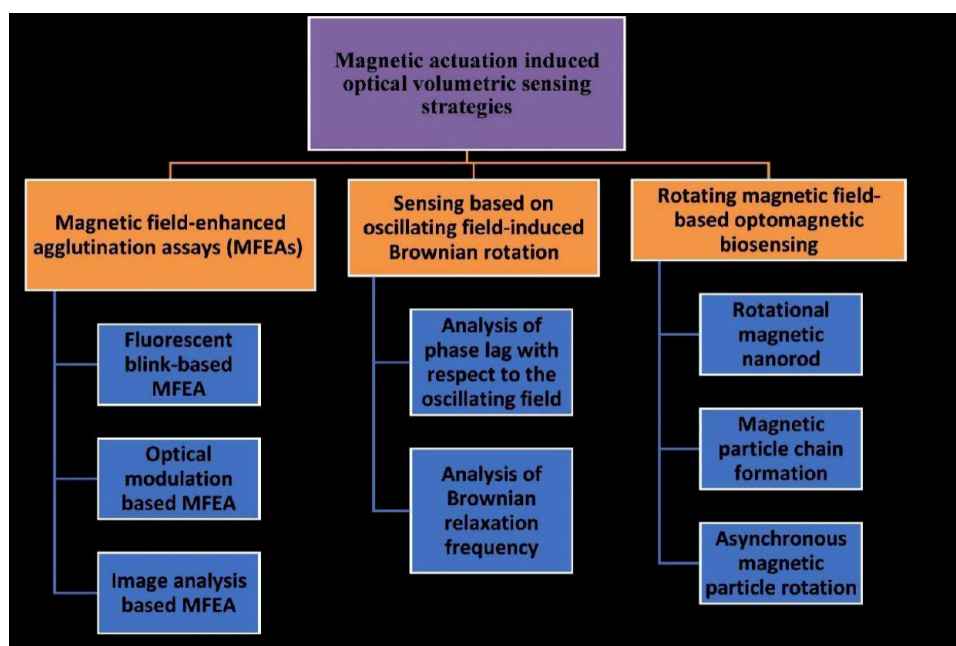 Magnetic actuation induced
optical volumetric sensing
strategies
Magnetic field-enhanced
agglutination assays (MFEAs)
Fluorescent
blink-based
MFEA
Optical
modulation
based MFEA
Image analysis
based MFEA
Sensing based on
oscillating field-induced
Brownian rotation
Analysis of
phase lag with
respect to the
oscillating field
Analysis of
Brownian
relaxation
frequency
Rotating magnetic field-
based optomagnetic
biosensing
Rotational
magnetic
nanorod
Magnetic
particle chain
formation
Asynchronous
magnetic
particle rotation